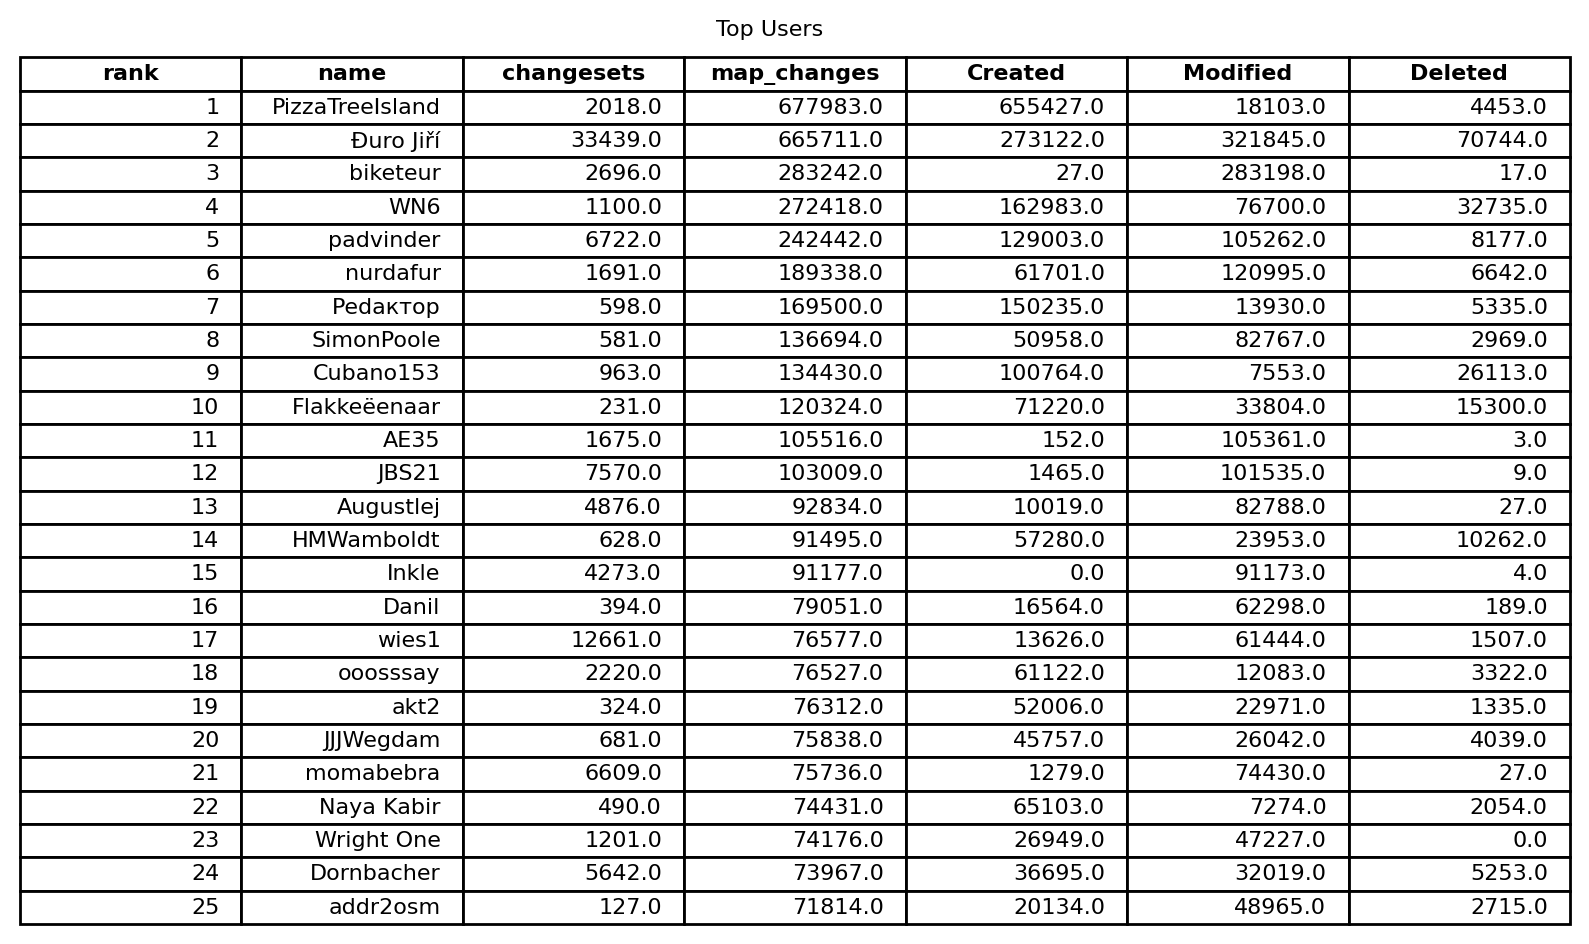 Top Users
rank name changesets map_changes Created Modified Deleted
1 PizzaTreeIsland 2018.0 677983.0 655427.0 18103.0 4453.0
2 Đuro Jiří 33439.0 665711.0 273122.0 321845.0 70744.0
3 biketeur 2696.0 283242.0 27.0 283198.0 17.0
4 WN6 1100.0 272418.0 162983.0 76700.0 32735.0
5 padvinder 6722.0 242442.0 129003.0 105262.0 8177.0
6 nurdafur 1691.0 189338.0 61701.0 120995.0 6642.0
7 Pedaктop 598.0 169500.0 150235.0 13930.0 5335.0
8 SimonPoole 581.0 136694.0 50958.0 82767.0 2969.0
9 Cubano153 963.0 134430.0 100764.0 7553.0 26113.0
10 Flakkeëenaar 231.0 120324.0 71220.0 33804.0 15300.0
11 AE35 1675.0 105516.0 152.0 105361.0 3.0
12 JBS21 7570.0 103009.0 1465.0 101535.0 9.0
13 Augustlej 4876.0 92834.0 10019.0 82788.0 27.0
14 HMWamboldt 628.0 91495.0 57280.0 23953.0 10262.0
15 Inkle 4273.0 91177.0 0.0 91173.0 4.0
16 Danil 394.0 79051.0 16564.0 62298.0 189.0
17 wies1 12661.0 76577.0 13626.0 61444.0 1507.0
18 ooosssay 2220.0 76527.0 61122.0 12083.0 3322.0
19 akt2 324.0 76312.0 52006.0 22971.0 1335.0
20 JJJWegdam 681.0 75838.0 45757.0 26042.0 4039.0
21 momabebra 6609.0 75736.0 1279.0 74430.0 27.0
22 Naya Kabir 490.0 74431.0 65103.0 7274.0 2054.0
23 Wright One 1201.0 74176.0 26949.0 47227.0 0.0
24 Dornbacher 5642.0 73967.0 36695.0 32019.0 5253.0
25 addr2osm 127.0 71814.0 20134.0 48965.0 2715.0